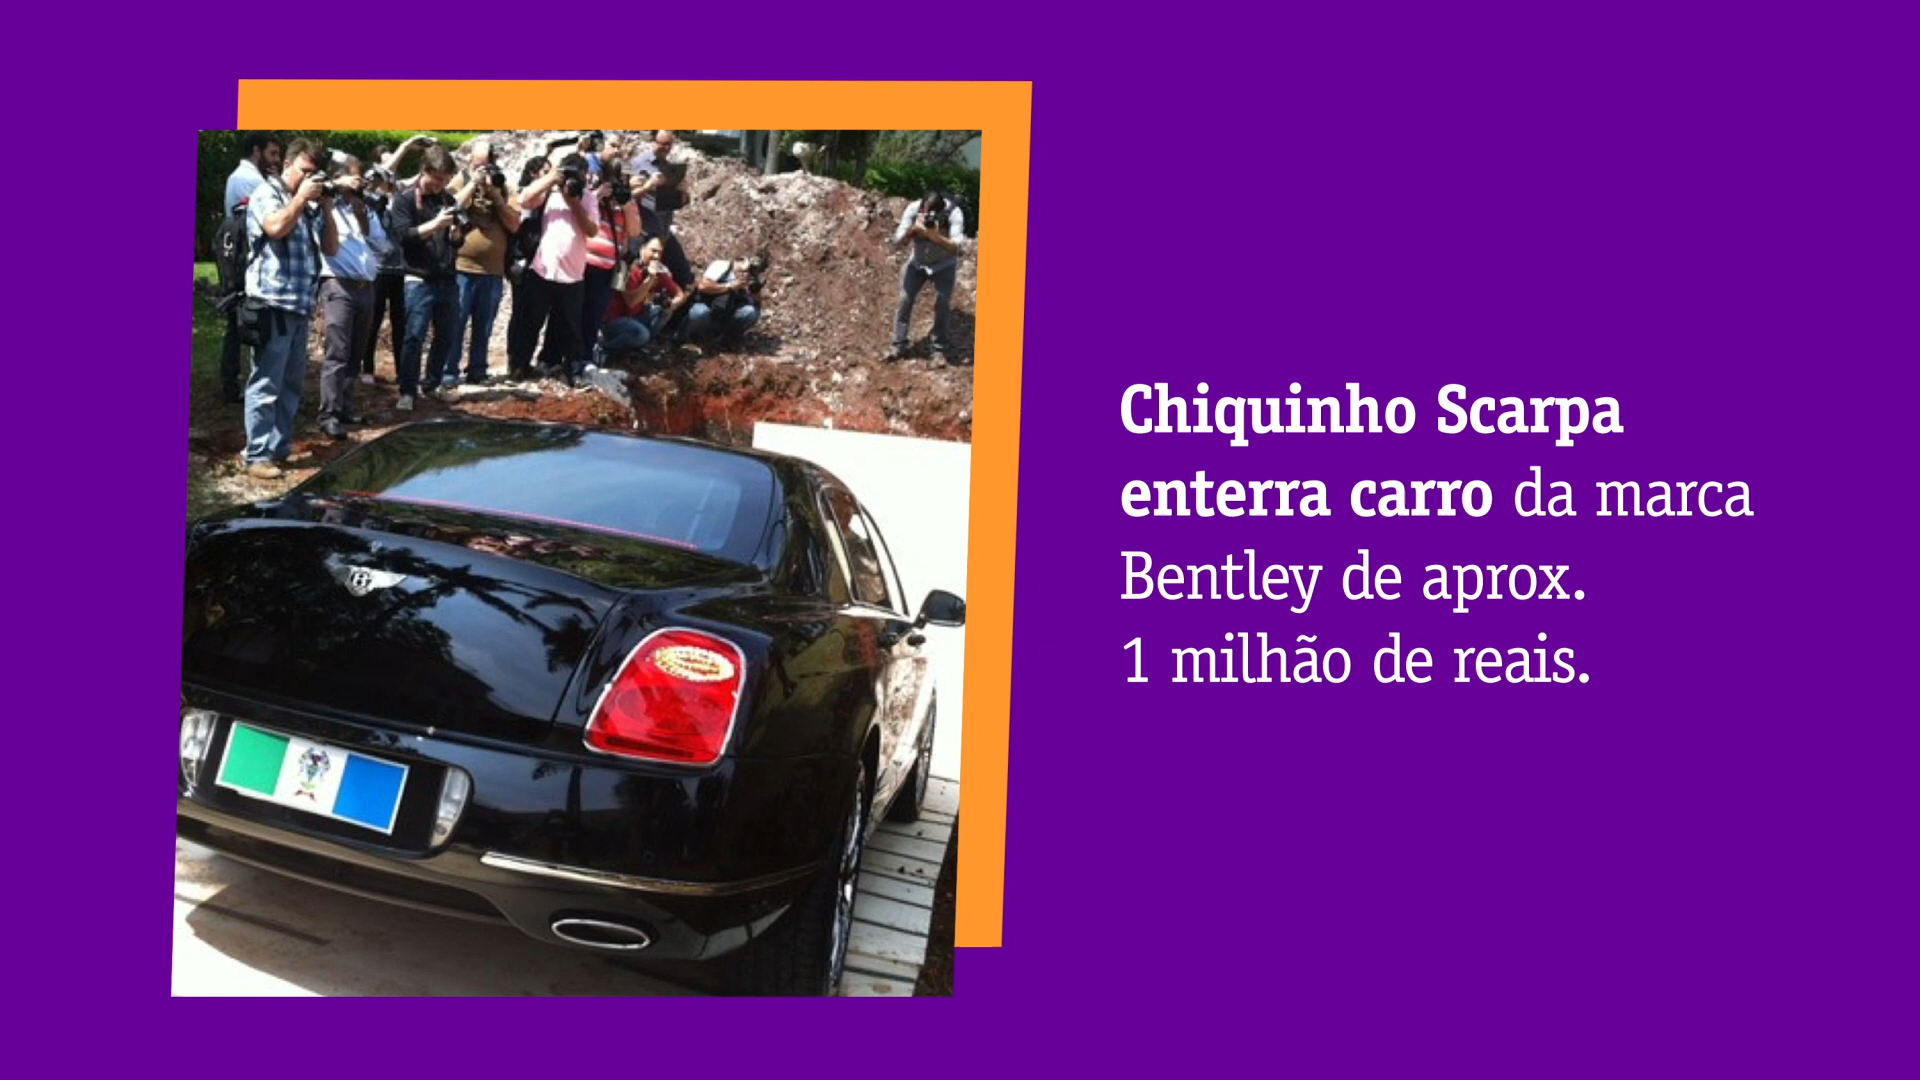 Chiquinho Scarpa
enterra carro da marca
Bentley de aprox.
1 milhão de reais.
B